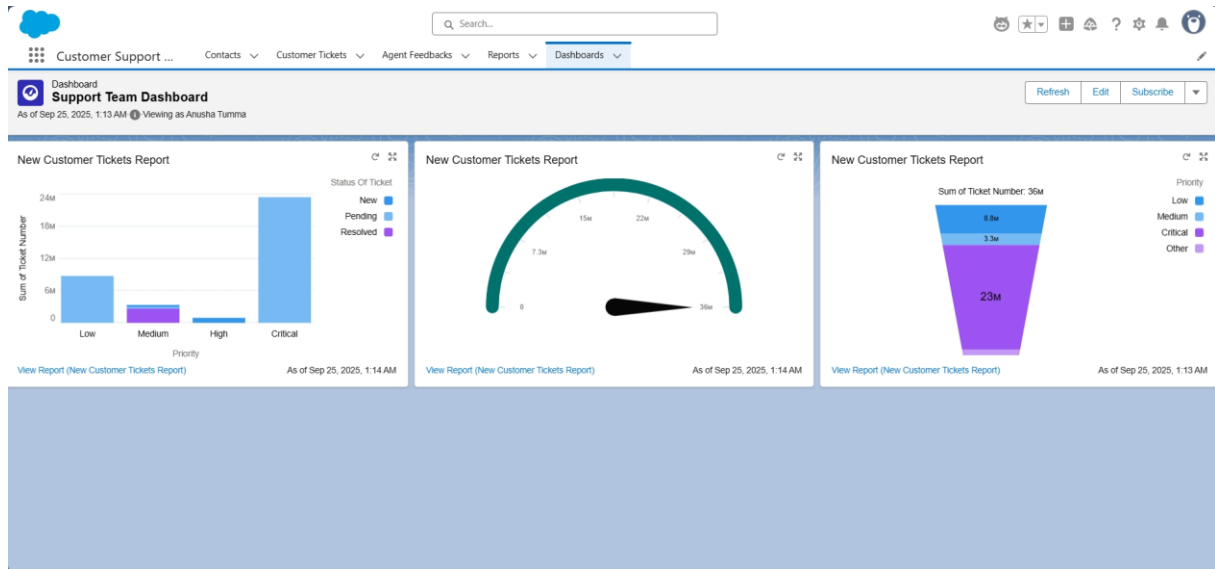 Search...
Customer Support ...
Contacts
Customer Tickets
Agent Feedbacks
Reports
Dashboards
Dashboard
Support Team Dashboard
As of Sep 25, 2025, 1:13 AM Viewing as Anusha Tumma
Refresh
Edit
Subscribe
New Customer Tickets Report
Status Of Ticket
New
Pending
Resolved
Sum of Ticket Number
24M
18M
12M
6M
0
Low
Medium
High
Critical
Priority
View Report (New Customer Tickets Report)
As of Sep 25, 2025, 1:14 AM
New Customer Tickets Report
0
7.3M
15M
22M
29M
36M
View Report (New Customer Tickets Report)
As of Sep 25, 2025, 1:14 AM
New Customer Tickets Report
Sum of Ticket Number: 36M
8.8M
3.3M
23M
Priority
Low
Medium
Critical
Other
View Report (New Customer Tickets Report)
As of Sep 25, 2025, 1:13 AM